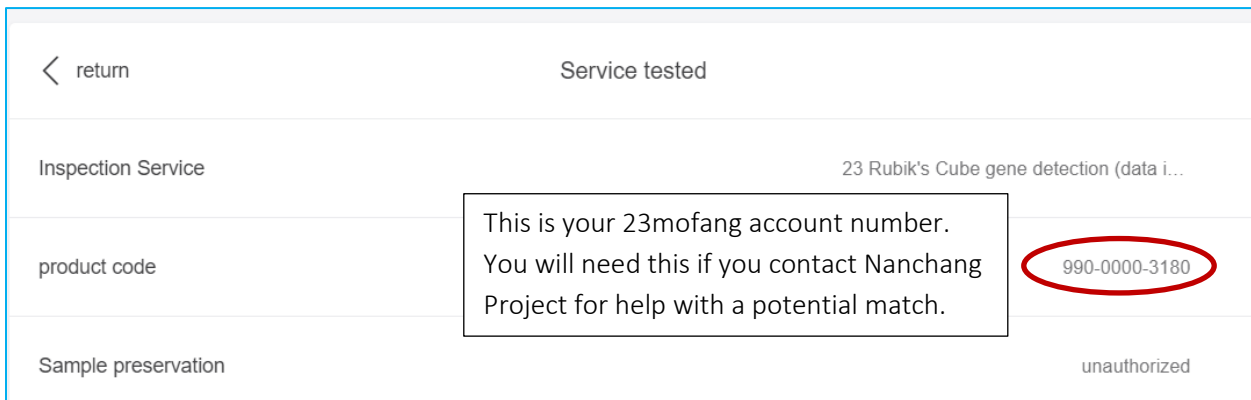 return
Service tested
Inspection Service
23 Rubik's Cube gene detection (data i...
This is your 23mofang account number.
You will need this if you contact Nanchang
Project for help with a potential match.
product code
990-0000-3180
Sample preservation
unauthorized